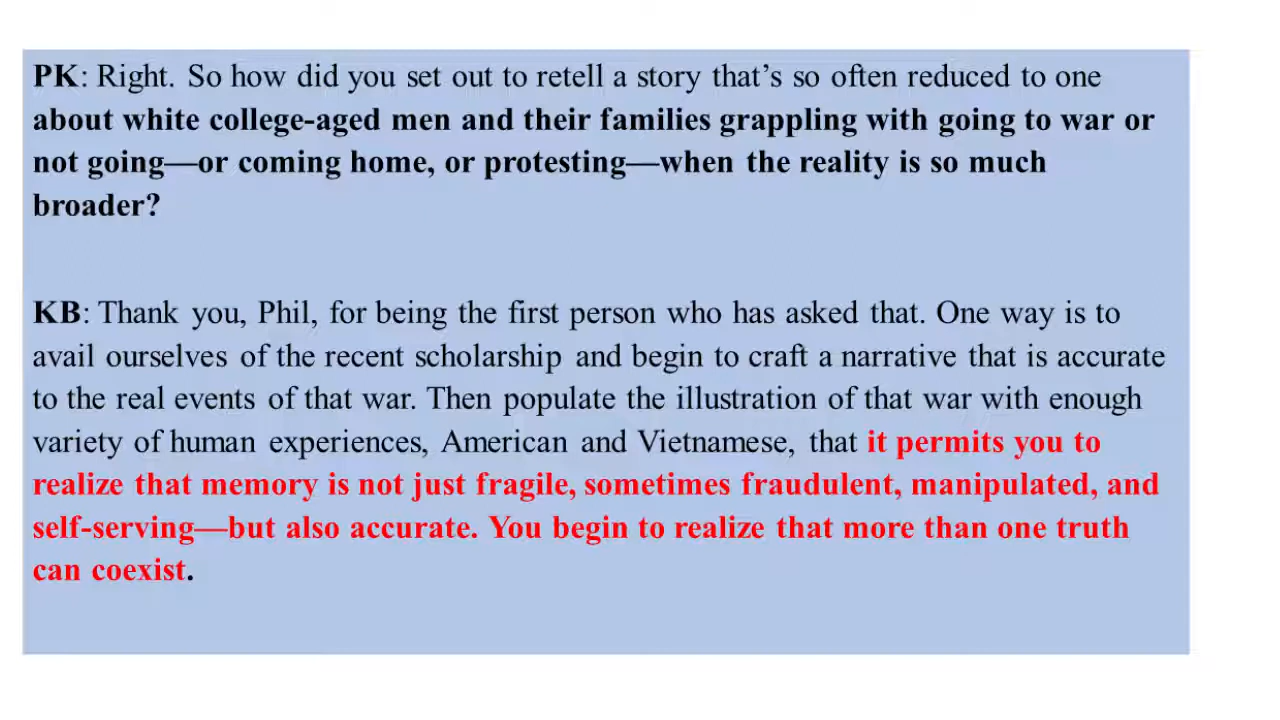 PK: Right. So how did you set out to retell a story that’s so often reduced to one
about white college-aged men and their families grappling with going to war or
not going—or coming home, or protesting—when the reality is so much
broader?
KB: Thank you, Phil, for being the first person who has asked that. One way is to
avail ourselves of the recent scholarship and begin to craft a narrative that is accurate
to the real events of that war. Then populate the illustration of that war with enough
variety of human experiences, American and Vietnamese, that it permits you to
realize that memory is not just fragile, sometimes fraudulent, manipulated, and
self-serving—but also accurate. You begin to realize that more than one truth
can coexist.